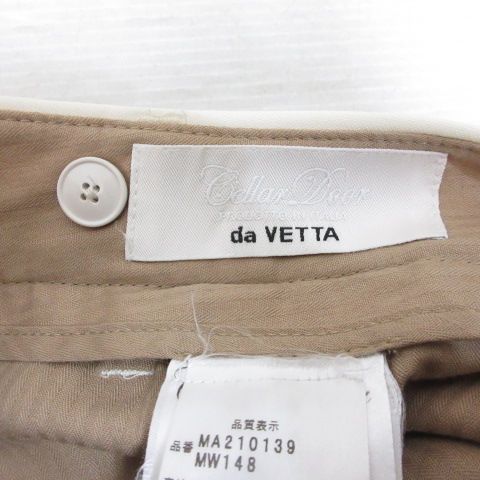 Cellar Door
PRODOTTO IN ITALIA
da VETTA
品質表示
品番 MA210139
MW148